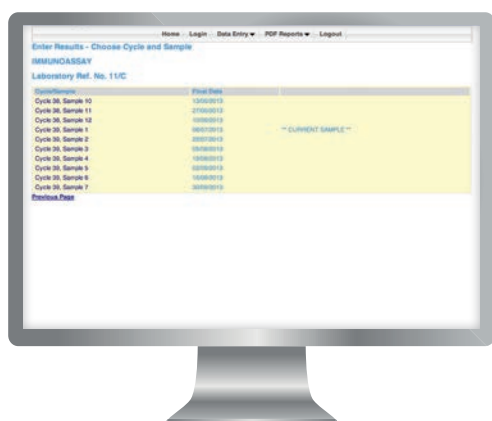 Home Login Data Entry PDF Reports Logout
Enter Results - Choose Cycle and Sample
IMMUNOASSAY
Laboratory Ref. No. 11/C
Cycle/Sample Final Date
Cycle 38, Sample 10
Cycle 38, Sample 11
Cycle 38, Sample 12
Cycle 39, Sample 1 ** CURRENT SAMPLE **
Cycle 39, Sample 2
Cycle 39, Sample 3
Cycle 39, Sample 4
Cycle 39, Sample 5
Cycle 39, Sample 6
Cycle 39, Sample 7
Previous Page